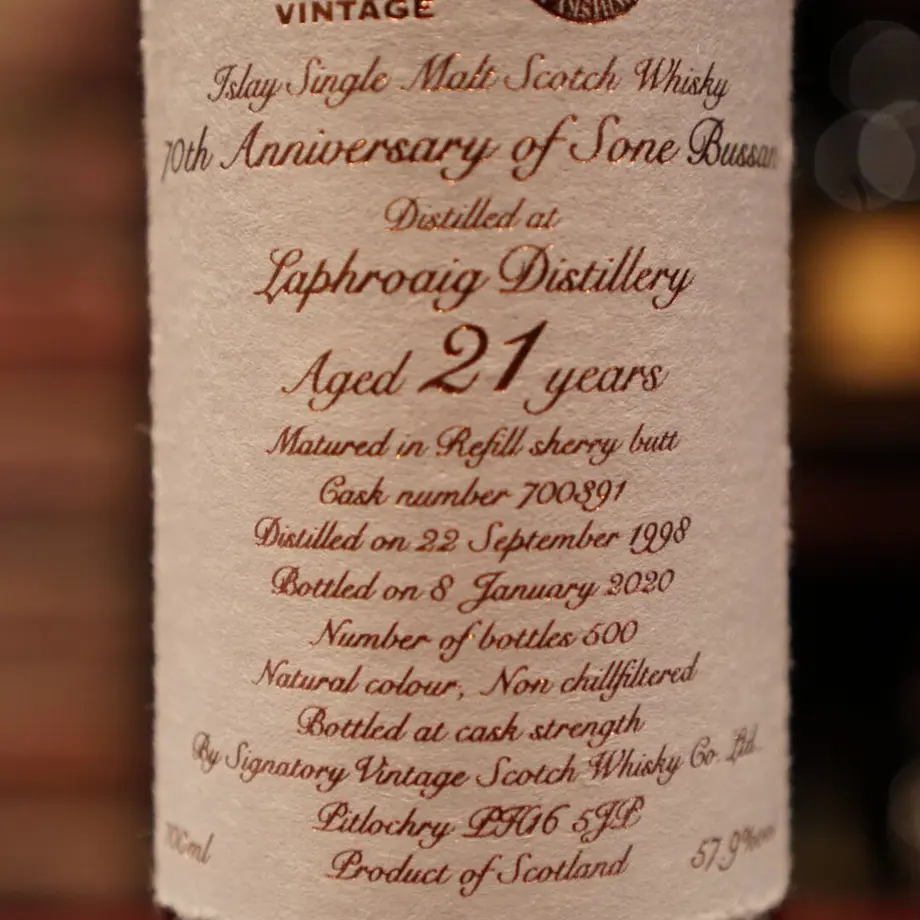 VINTAGE
Islay Single Malt Scotch Whisky
70th Anniversary of Sone Bussan
Distilled at
Laphroaig Distillery
Aged 21 years
Matured in Refill sherry butt
Cask number 700391
Distilled on 22 September 1998
Bottled on 8 January 2020
Number of bottles 500
Natural colour, Non chillfiltered
Bottled at cask strength
By Signatory Vintage Scotch Whisky Co. Ltd.
Pitlochry PH16 5JP
700ml
57.9%
Product of Scotland